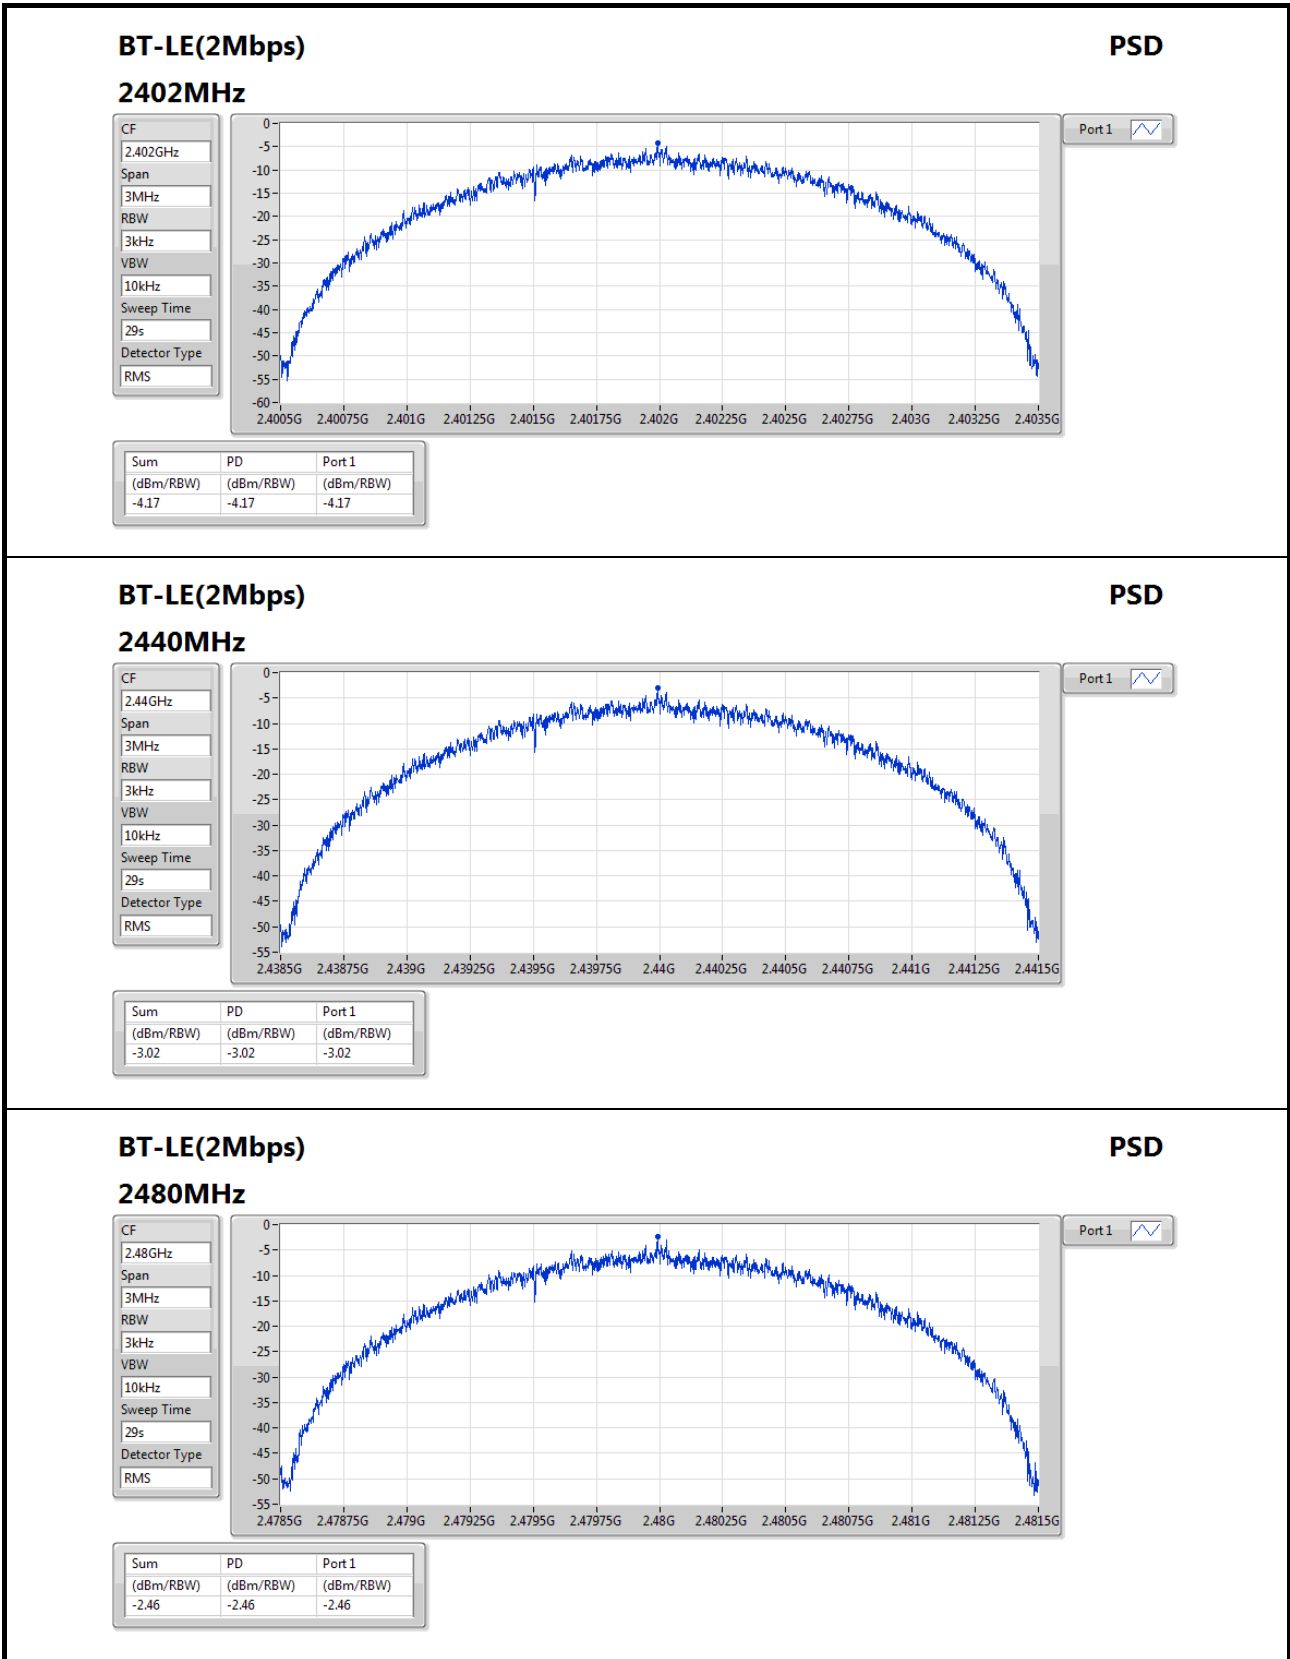 BT-LE(2Mbps) PSD
2402MHz
CF
2.402GHz
Span
3MHz
RBW
3kHz
VBW
10kHz
Sweep Time
29s
Detector Type
RMS
0
-5
-10
-15
-20
-25
-30
-35
-40
-45
-50
-55
-60
2.4005G 2.40075G 2.401G 2.40125G 2.4015G 2.40175G 2.402G 2.40225G 2.4025G 2.40275G 2.403G 2.40325G 2.4035G
Port 1
Sum PD Port 1
(dBm/RBW) (dBm/RBW) (dBm/RBW)
-4.17 -4.17 -4.17
BT-LE(2Mbps) PSD
2440MHz
CF
2.44GHz
Span
3MHz
RBW
3kHz
VBW
10kHz
Sweep Time
29s
Detector Type
RMS
0
-5
-10
-15
-20
-25
-30
-35
-40
-45
-50
-55
2.4385G 2.43875G 2.439G 2.43925G 2.4395G 2.43975G 2.44G 2.44025G 2.4405G 2.44075G 2.441G 2.44125G 2.4415G
Port 1
Sum PD Port 1
(dBm/RBW) (dBm/RBW) (dBm/RBW)
-3.02 -3.02 -3.02
BT-LE(2Mbps) PSD
2480MHz
CF
2.48GHz
Span
3MHz
RBW
3kHz
VBW
10kHz
Sweep Time
29s
Detector Type
RMS
0
-5
-10
-15
-20
-25
-30
-35
-40
-45
-50
-55
2.4785G 2.47875G 2.479G 2.47925G 2.4795G 2.47975G 2.48G 2.48025G 2.4805G 2.48075G 2.481G 2.48125G 2.4815G
Port 1
Sum PD Port 1
(dBm/RBW) (dBm/RBW) (dBm/RBW)
-2.46 -2.46 -2.46